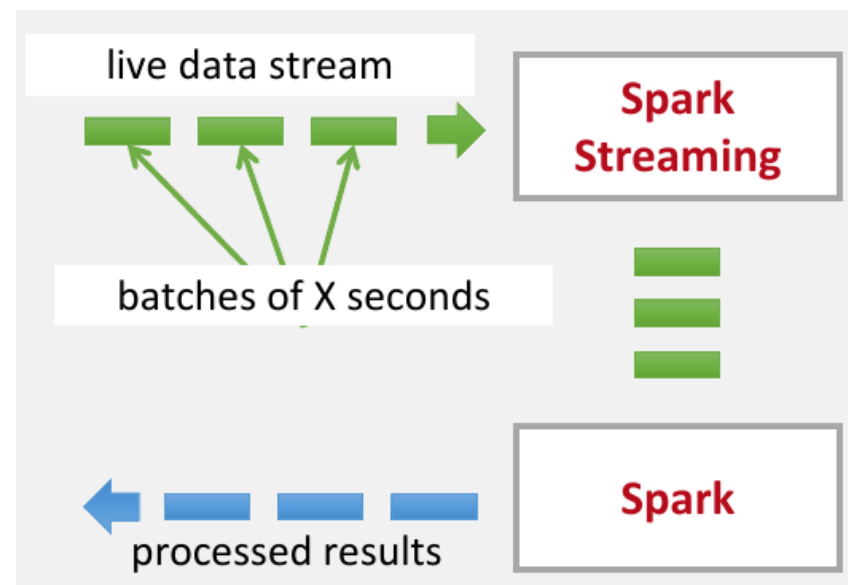 live data stream
Spark
Streaming
batches of X seconds
Spark
processed results